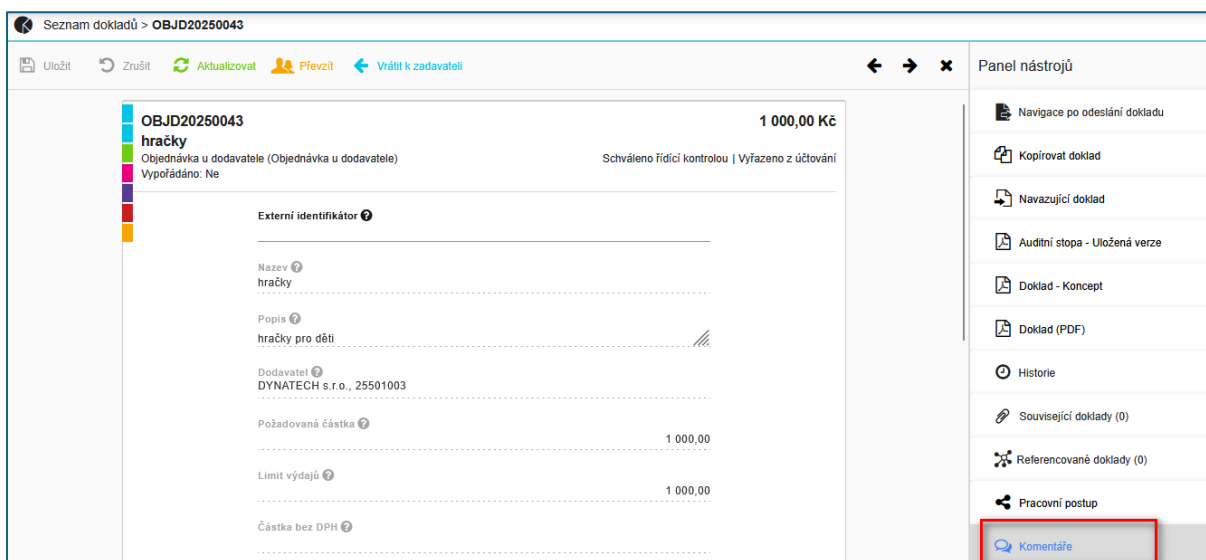 Seznam dokladů > OBJD20250043
Uložit Zrušit Aktualizovat Převzít Vrátit k zadavateli
OBJD20250043 1 000,00 Kč
hračky
Objednávka u dodavatele (Objednávka u dodavatele) Schváleno řídící kontrolou | Vyřazeno z účtování
Vypořádáno: Ne
Externí identifikátor
Nazev
hračky
Popis
hračky pro děti
Dodavatel
DYNATECH s.r.o., 25501003
Požadovaná částka
1 000,00
Limit výdajů
1 000,00
Částka bez DPH
Panel nástrojů
Navigace po odeslání dokladu
Kopírovat doklad
Navazující doklad
Auditní stopa - Uložená verze
Doklad - Koncept
Doklad (PDF)
Historie
Související doklady (0)
Referencované doklady (0)
Pracovní postup
Komentáře